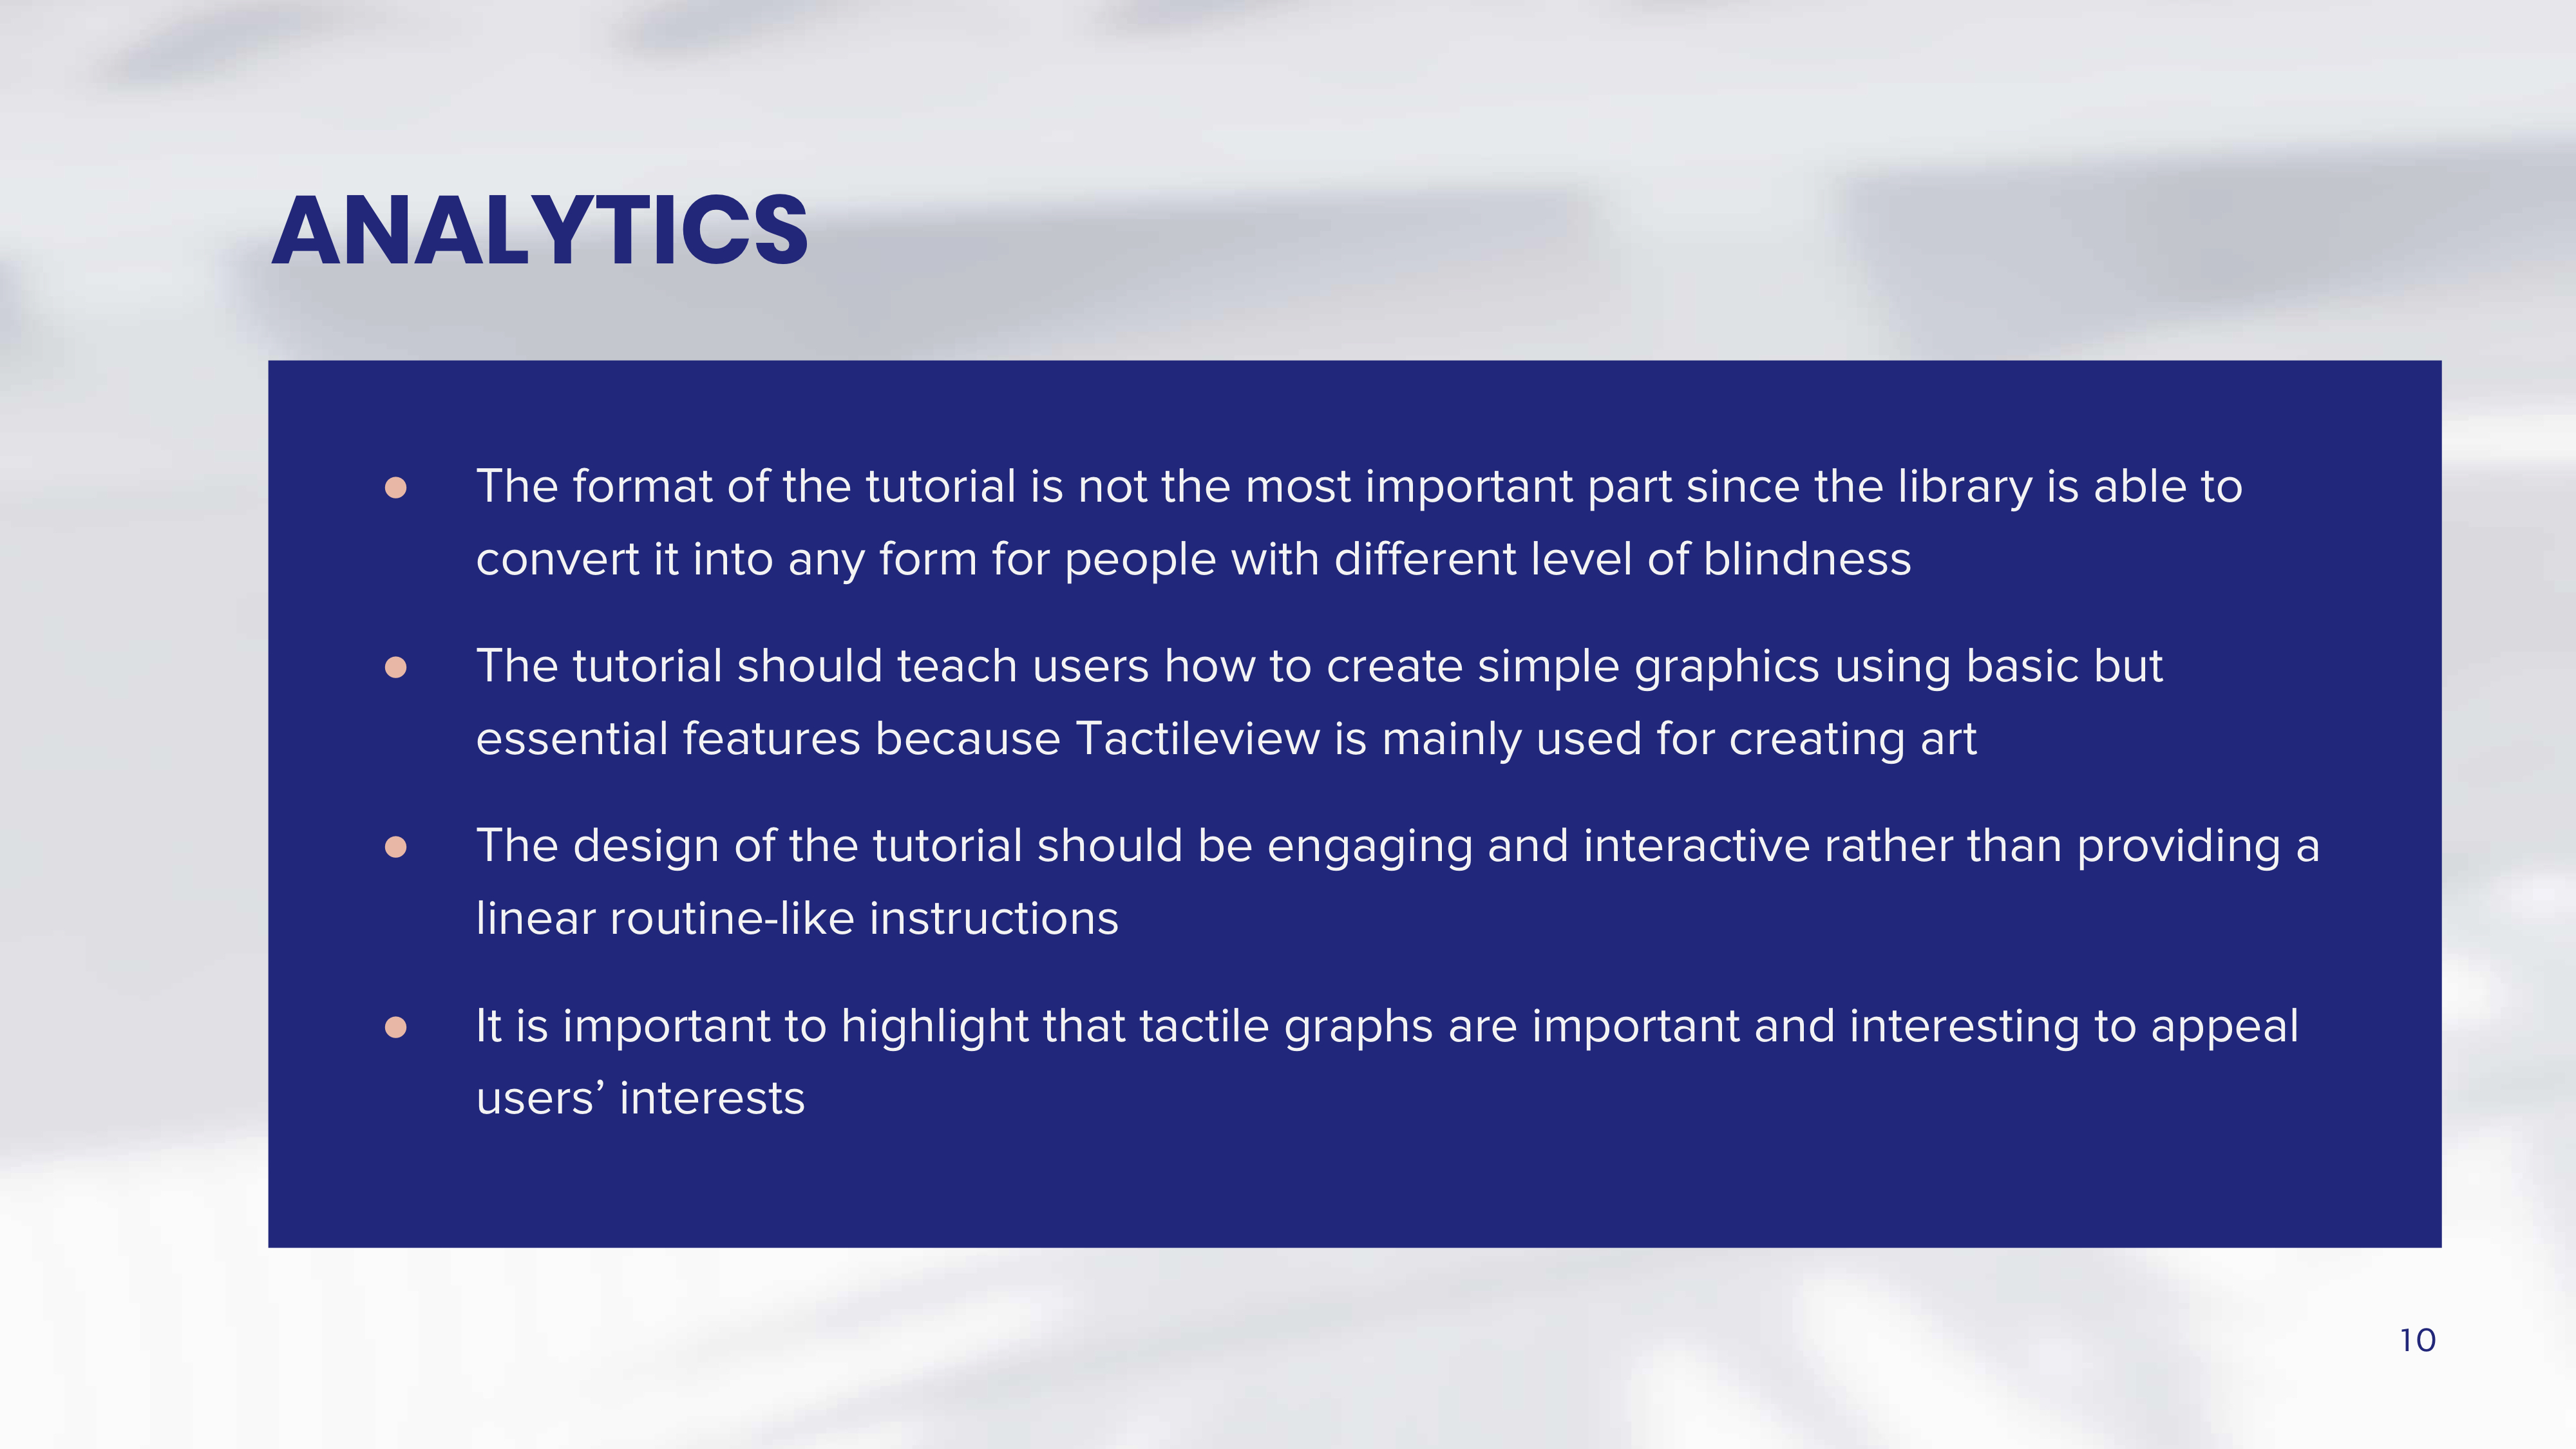 ANALYTICS
● The format of the tutorial is not the most important part since the library is able to
convert it into any form for people with different level of blindness
● The tutorial should teach users how to create simple graphics using basic but
essential features because Tactileview is mainly used for creating art
● The design of the tutorial should be engaging and interactive rather than providing a
linear routine-like instructions
● It is important to highlight that tactile graphs are important and interesting to appeal
users’ interests
10